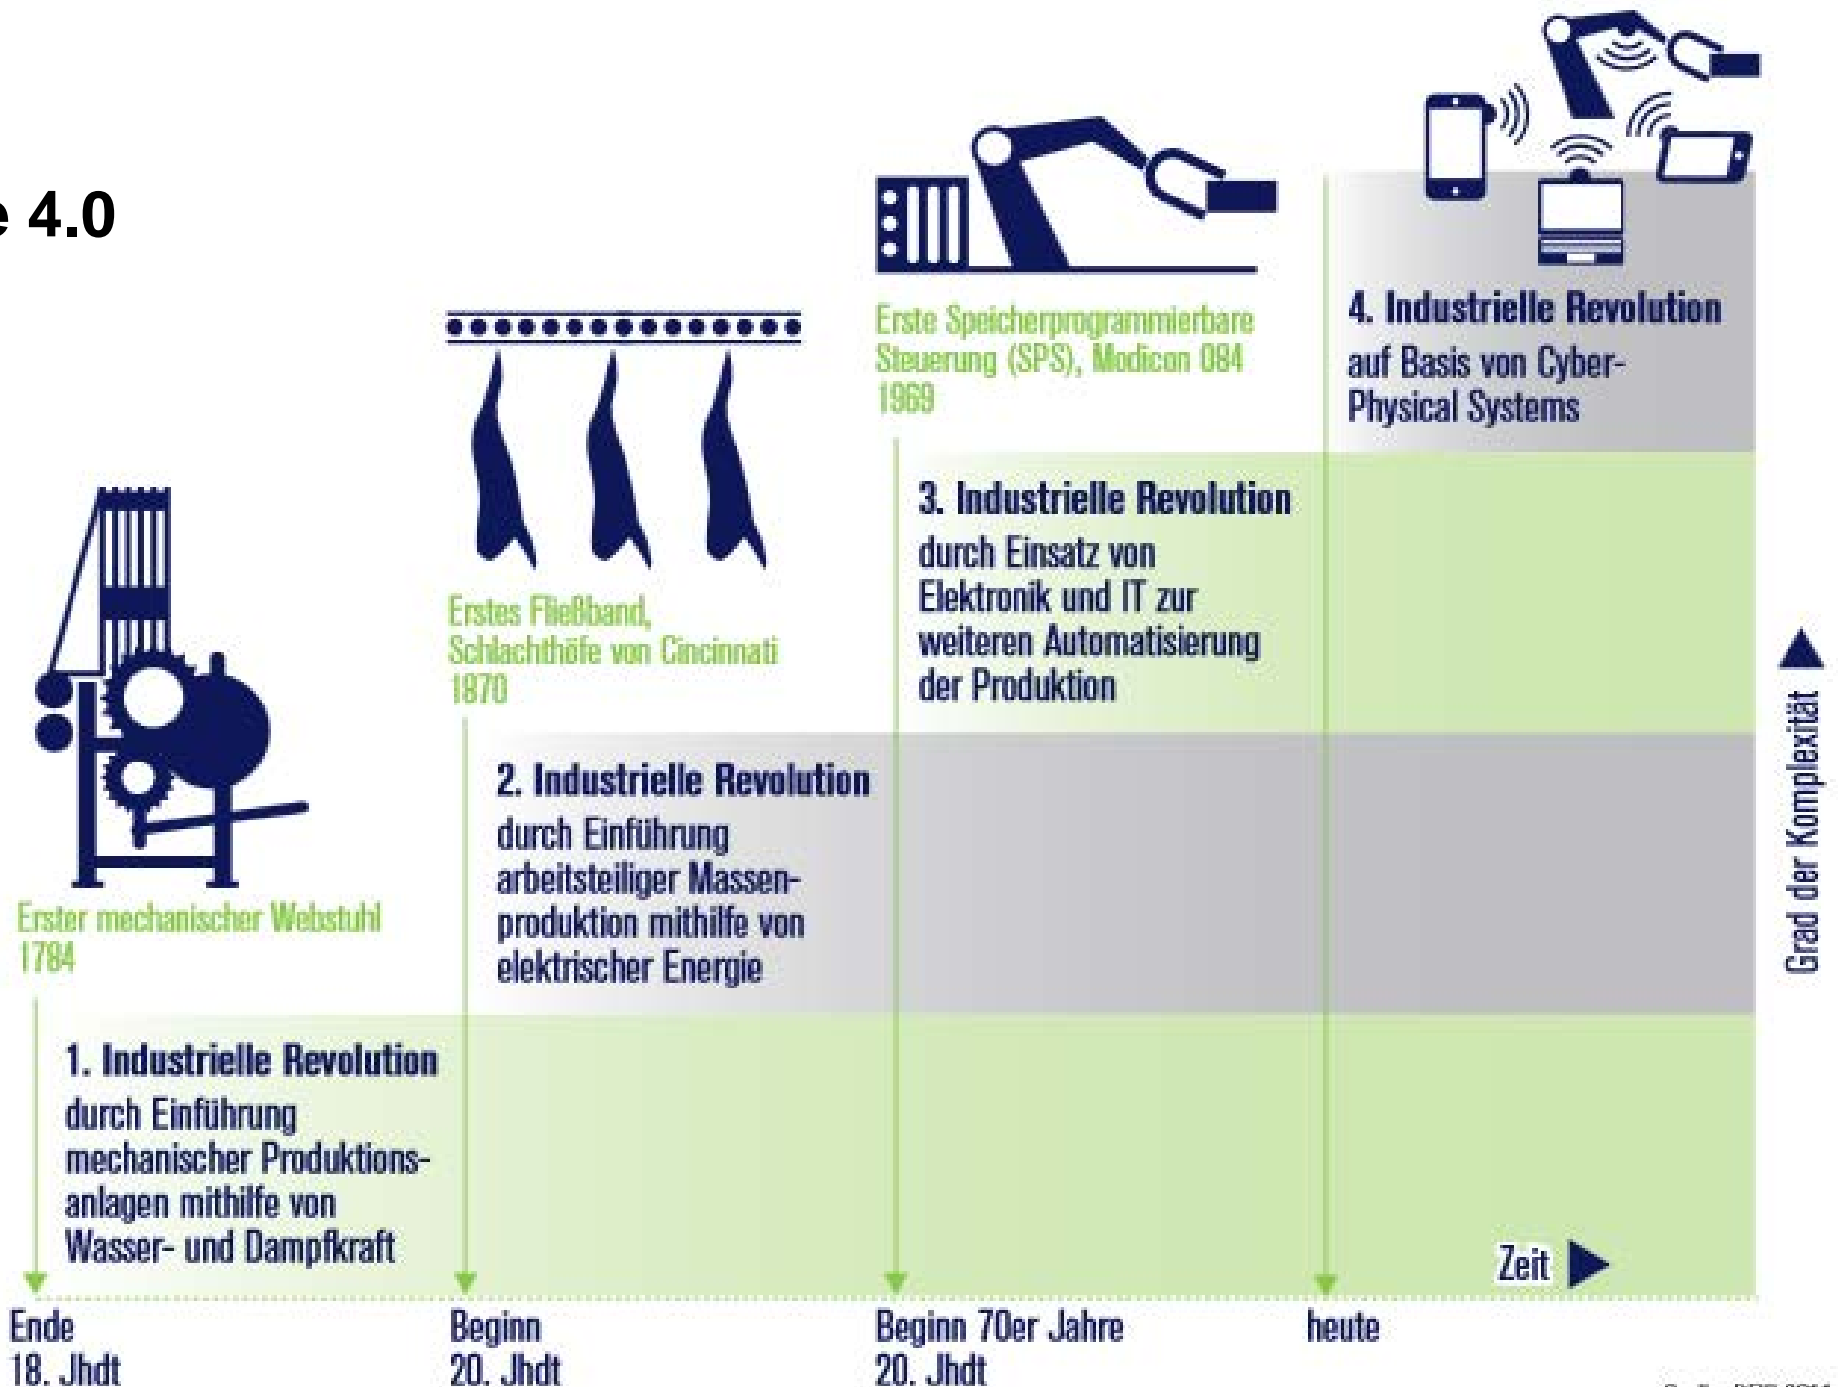 e 4.0
Erster mechanischer Webstuhl
1784
Erstes Fließband,
Schlachthöfe von Cincinnati
1870
Erste Speicherprogrammierbare
Steuerung (SPS), Modicon 084
1969
1. Industrielle Revolution
durch Einführung
mechanischer Produktions-
anlagen mithilfe von
Wasser- und Dampfkraft
2. Industrielle Revolution
durch Einführung
arbeitsteiliger Massen-
produktion mithilfe von
elektrischer Energie
3. Industrielle Revolution
durch Einsatz von
Elektronik und IT zur
weiteren Automatisierung
der Produktion
4. Industrielle Revolution
auf Basis von Cyber-
Physical Systems
Grad der Komplexität
Zeit
Ende
18. Jhdt
Beginn
20. Jhdt
Beginn 70er Jahre
20. Jhdt
heute